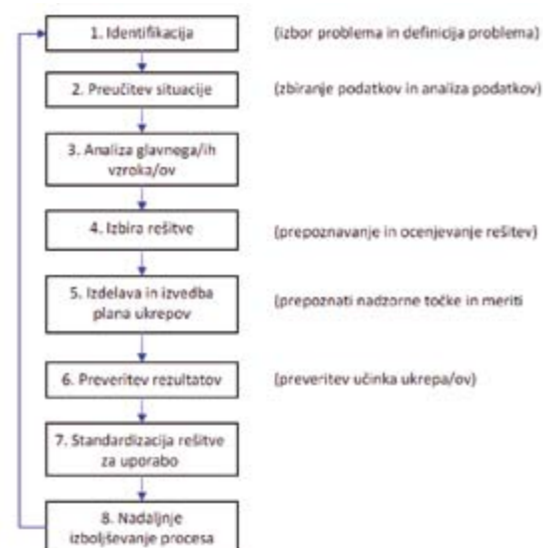 1. Identifikacija (izbor problema in definicija problema)
2. Preučitev situacije (zbiranje podatkov in analiza podatkov)
3. Analiza glavnega/ih
vzroka/ov
4. Izbira rešitve (prepoznavanje in ocenjevanje rešitev)
5. Izdelava in izvedba
plana ukrepov
(prepoznati nadzorne točke in meriti
6. Preveritev rezultatov (preveritev učinka ukrepa/ov)
7. Standardizacija rešitve
za uporabo
8. Nadaljnje
izboljševanje procesa